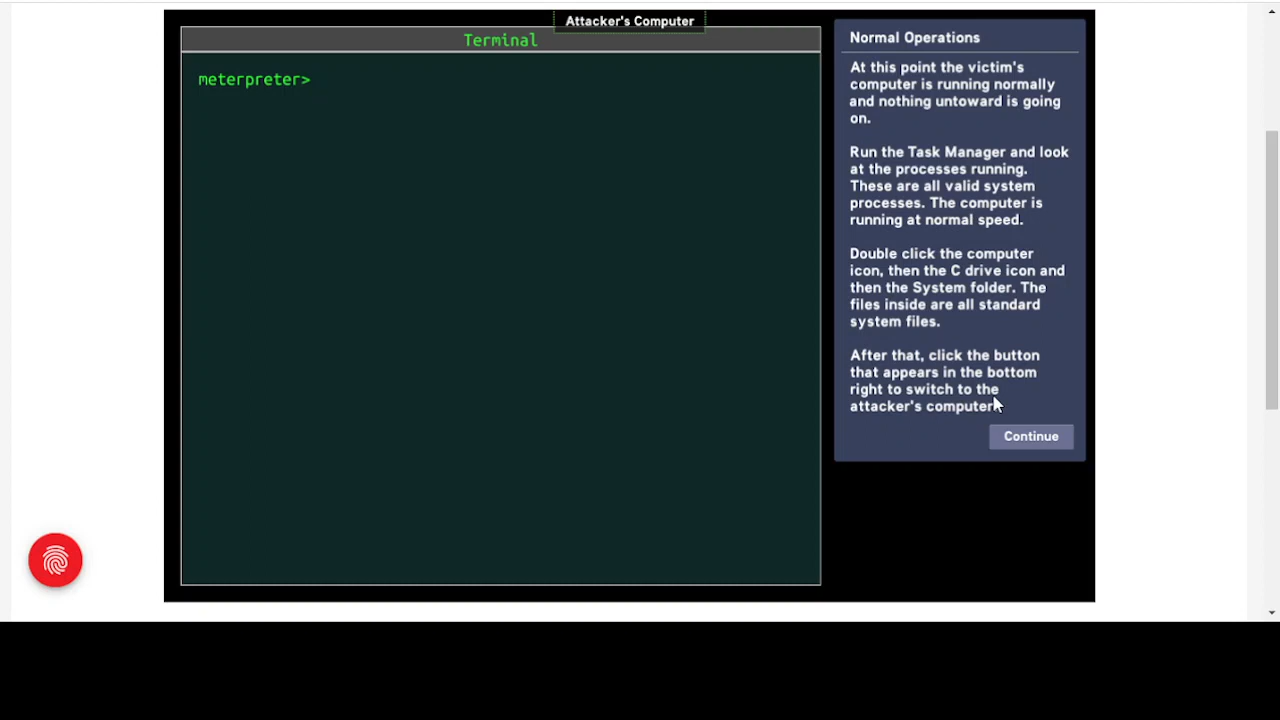 Attacker's Computer
Terminal
meterpreter>
Normal Operations
At this point the victim's
computer is running normally
and nothing untoward is going
on.
Run the Task Manager and look
at the processes running.
These are all valid system
processes. The computer is
running at normal speed.
Double click the computer
icon, then the C drive icon and
then the System folder. The
files inside are all standard
system files.
After that, click the button
that appears in the bottom
right to switch to the
attacker's computer
Continue